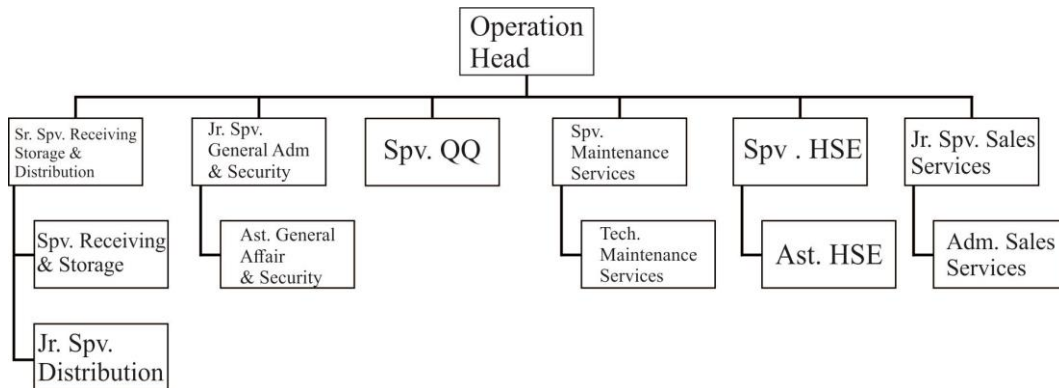 Operation
Head
Sr. Spv. Receiving
Storage &
Distribution
Jr. Spv.
General Adm
& Security
Spv. QQ
Spv.
Maintenance
Services
Spv . HSE
Jr. Spv. Sales
Services
Spv. Receiving
& Storage
Ast. General
Affair
& Security
Tech.
Maintenance
Services
Ast. HSE
Adm. Sales
Services
Jr. Spv.
Distribution